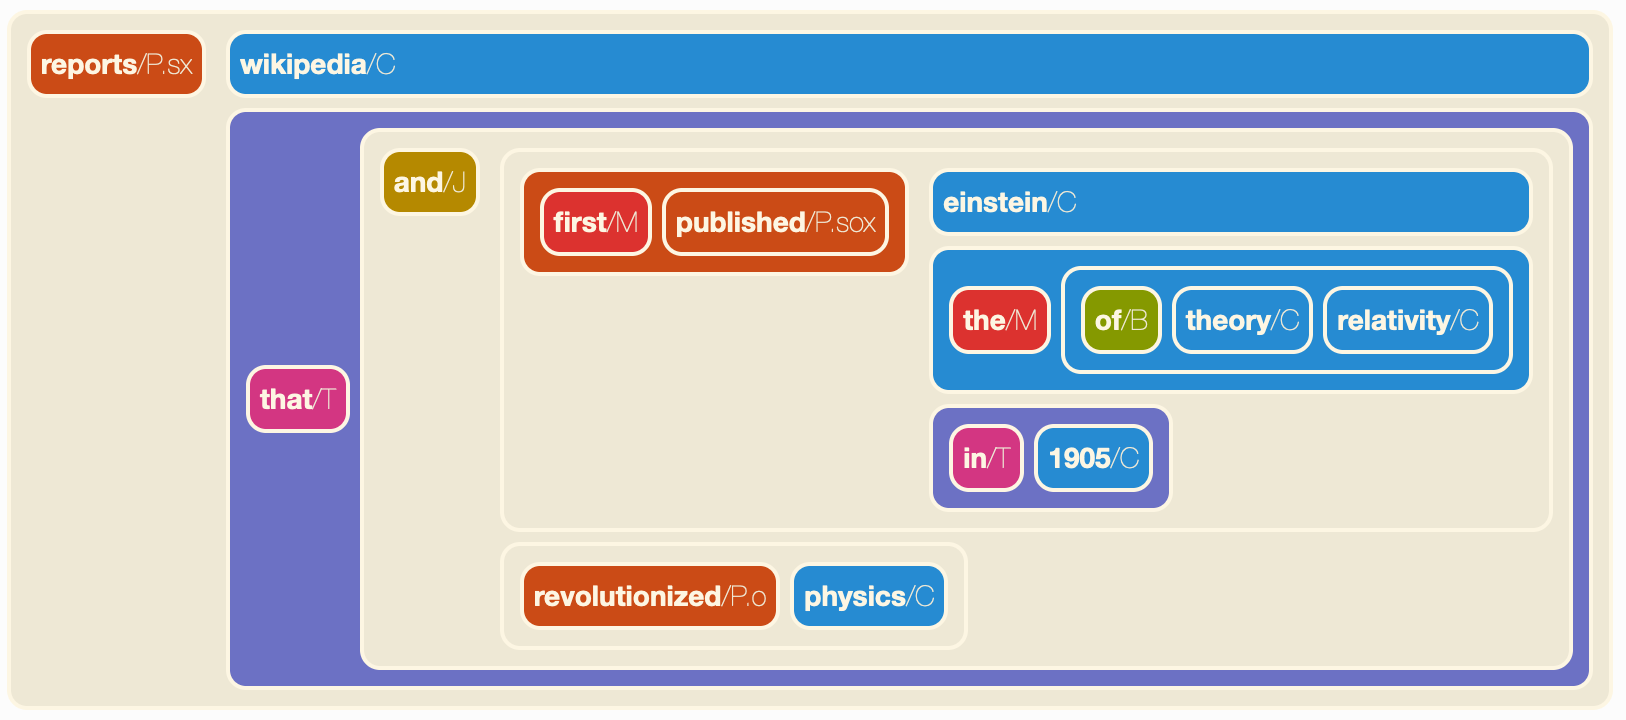 reports/P.sx wikipedia/C
and/J first/M published/P.sox einstein/C
the/M of/B theory/C relativity/C
that/T
in/T 1905/C
revolutionized/P.o physics/C